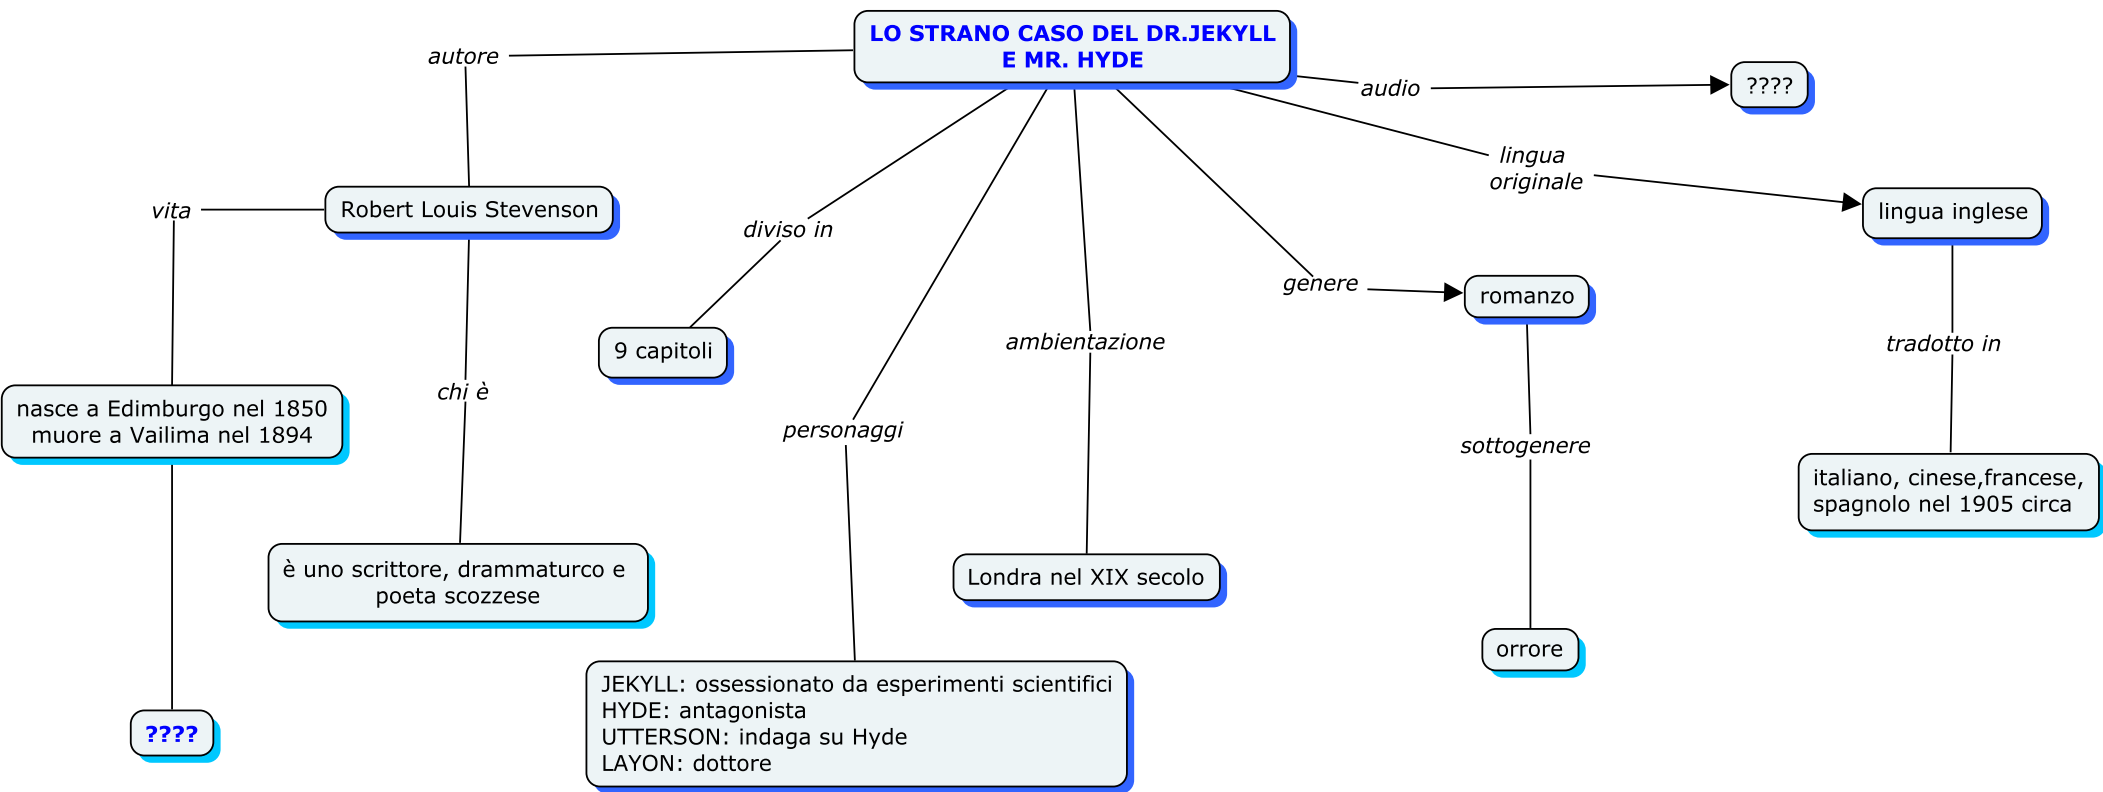 LO STRANO CASO DEL DR.JEKYLL
E MR. HYDE
autore
audio
????
lingua
originale
vita
Robert Louis Stevenson
lingua inglese
diviso in
genere
romanzo
9 capitoli
ambientazione
tradotto in
chi è
nasce a Edimburgo nel 1850
muore a Vailima nel 1894
personaggi
sottogenere
italiano, cinese,francese,
spagnolo nel 1905 circa
è uno scrittore, drammaturco e
poeta scozzese
Londra nel XIX secolo
orrore
JEKYLL: ossessionato da esperimenti scientifici
HYDE: antagonista
UTTERSON: indaga su Hyde
LAYON: dottore
????